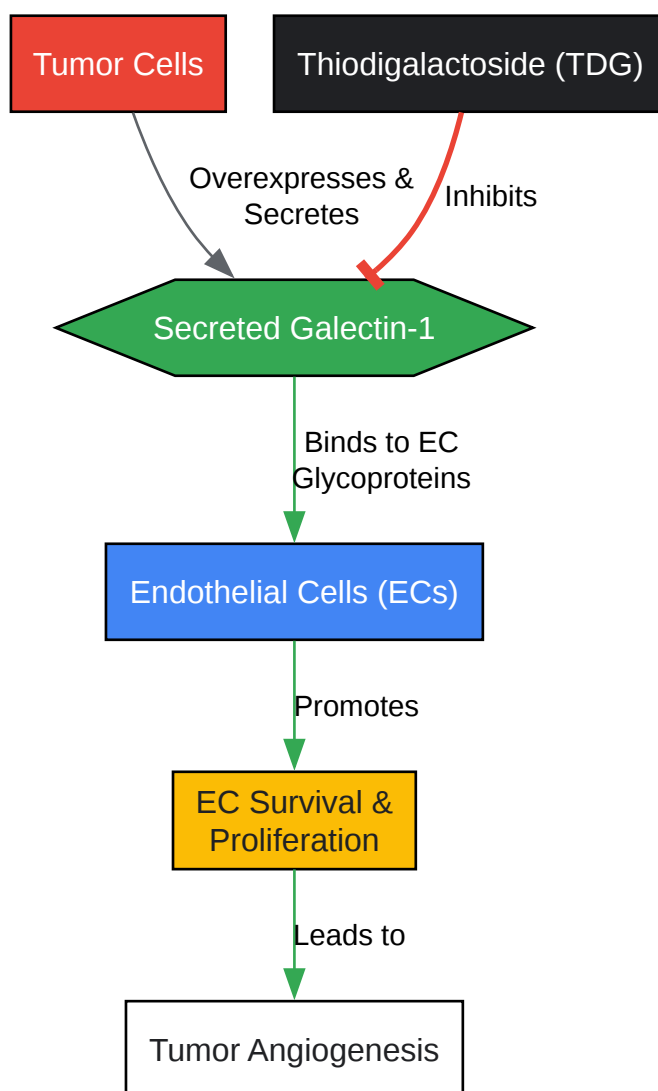 Tumor Cells
Thiodigalactoside (TDG)
Overexpresses &
Secretes
Inhibits
Secreted Galectin-1
Binds to EC
Glycoproteins
Endothelial Cells (ECs)
Promotes
EC Survival &
Proliferation
Leads to
Tumor Angiogenesis